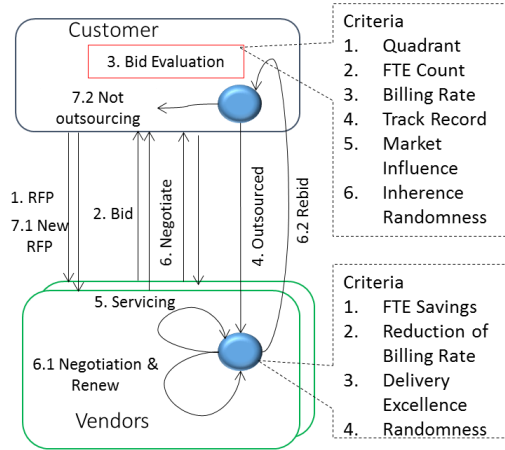 Customer
3. Bid Evaluation
7.2 Not
outsourcing
1. RFP
7.1 New
RFP
2. Bid
6. Negotiate
4. Outsourced
6.2 Rebid
5. Servicing
6.1 Negotiation &
Renew
Vendors
Criteria
1. Quadrant
2. FTE Count
3. Billing Rate
4. Track Record
5. Market
Influence
6. Inherence
Randomness
Criteria
1. FTE Savings
2. Reduction of
Billing Rate
3. Delivery
Excellence
4. Randomness